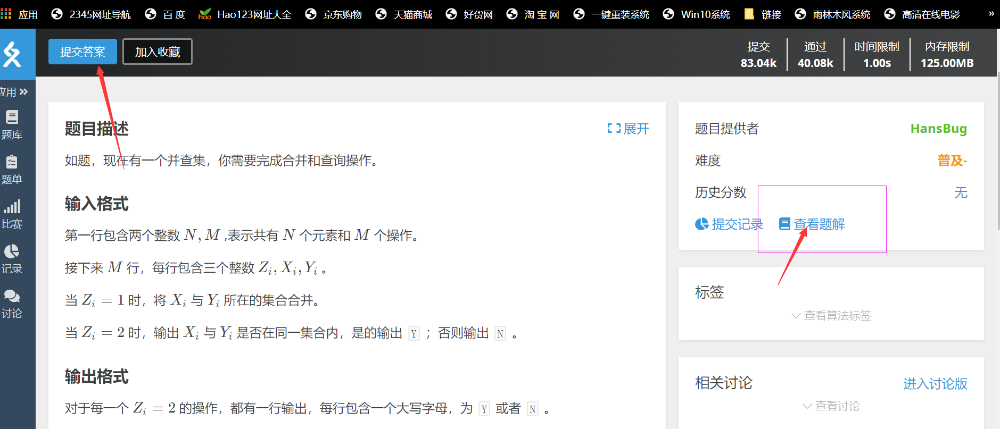 应用 2345网址导航 百 度 hao Hao123网址大全 京东购物 天猫商城 好货网 淘 宝 网 一键重装系统 Win10系统 链接 雨林木风系统 高清在线电影 »
提交答案 加入收藏
提交 通过 时间限制 内存限制
83.04k 40.08k 1.00s 125.00MB
应用 »
题库
题单
比赛
记录
讨论
题目描述 展开
如题，现在有一个并查集，你需要完成合并和查询操作。
输入格式
第一行包含两个整数 N, M ,表示共有 N 个元素和 M 个操作。
接下来 M 行，每行包含三个整数 Z_i, X_i, Y_i 。
当 Z_i = 1 时，将 X_i 与 Y_i 所在的集合合并。
当 Z_i = 2 时，输出 X_i 与 Y_i 是否在同一集合内，是的输出 Y ；否则输出 N 。
输出格式
对于每一个 Z_i = 2 的操作，都有一行输出，每行包含一个大写字母，为 Y 或者 N 。
题目提供者 HansBug
难度 普及-
历史分数 无
提交记录 查看题解
标签
查看算法标签
相关讨论 进入讨论版
查看讨论